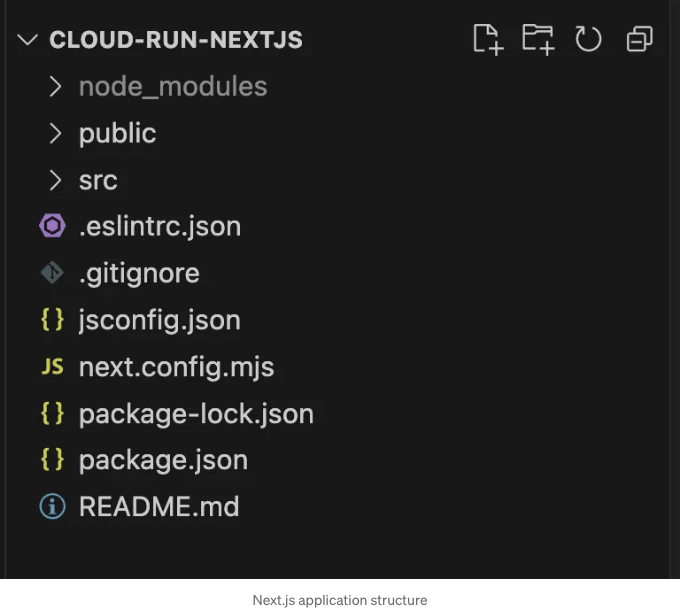 CLOUD-RUN-NEXTJS
node_modules
public
src
.eslintrc.json
.gitignore
{} jsconfig.json
JS next.config.mjs
{} package-lock.json
{} package.json
README.md
Next.js application structure